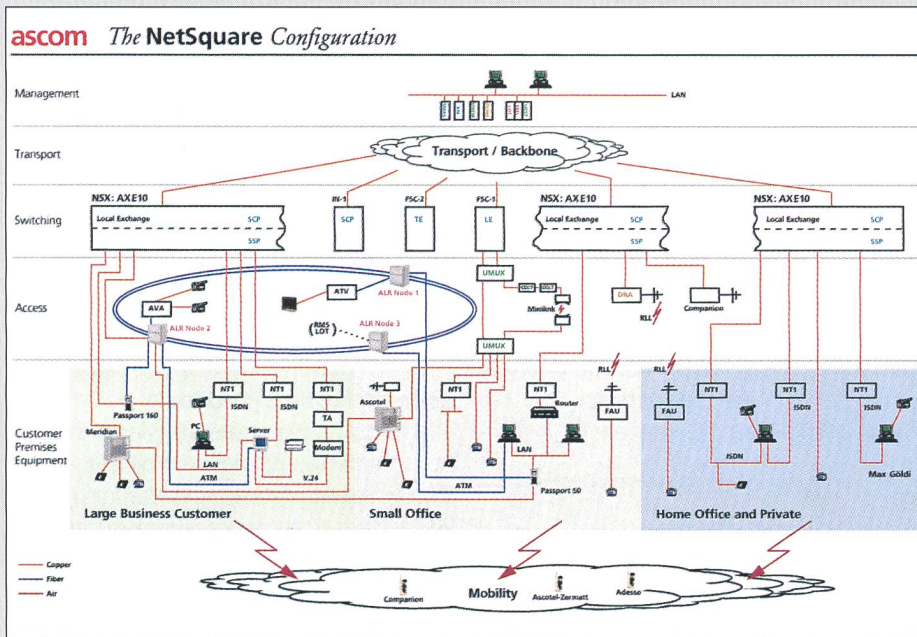 ascom The NetSquare Configuration
Management
LAN
Transport
Transport / Backbone
Switching
NSX: AXE10
Local Exchange
SCP
SSP
IN-1
SCP
FSC-2
TE
FSC-1
LE
NSX: AXE10
Local Exchange
SCP
SSP
NSX: AXE10
Local Exchange
SCP
SSP
Access
AVA
ALR Node 2
ATV
ALR Node 1
RMS
LOT
ALR Node 3
UMUX
Minilink
UMUX
DRA
RLL
Companion
Customer
Premises
Equipment
Passport 160
Meridian
NT1
ISDN
PC
LAN
ATM
NT1
ISDN
Server
NT1
TA
Modem
V.24
Ascotel
NT1
NT1
Router
LAN
ATM
Passport 50
RLL
FAU
RLL
FAU
NT1
ISDN
NT1
ISDN
NT1
ISDN
Max Göldi
Large Business Customer
Small Office
Home Office and Private
Copper
Fiber
Air
Companion
Mobility
Ascotel-Zermatt
Adesso